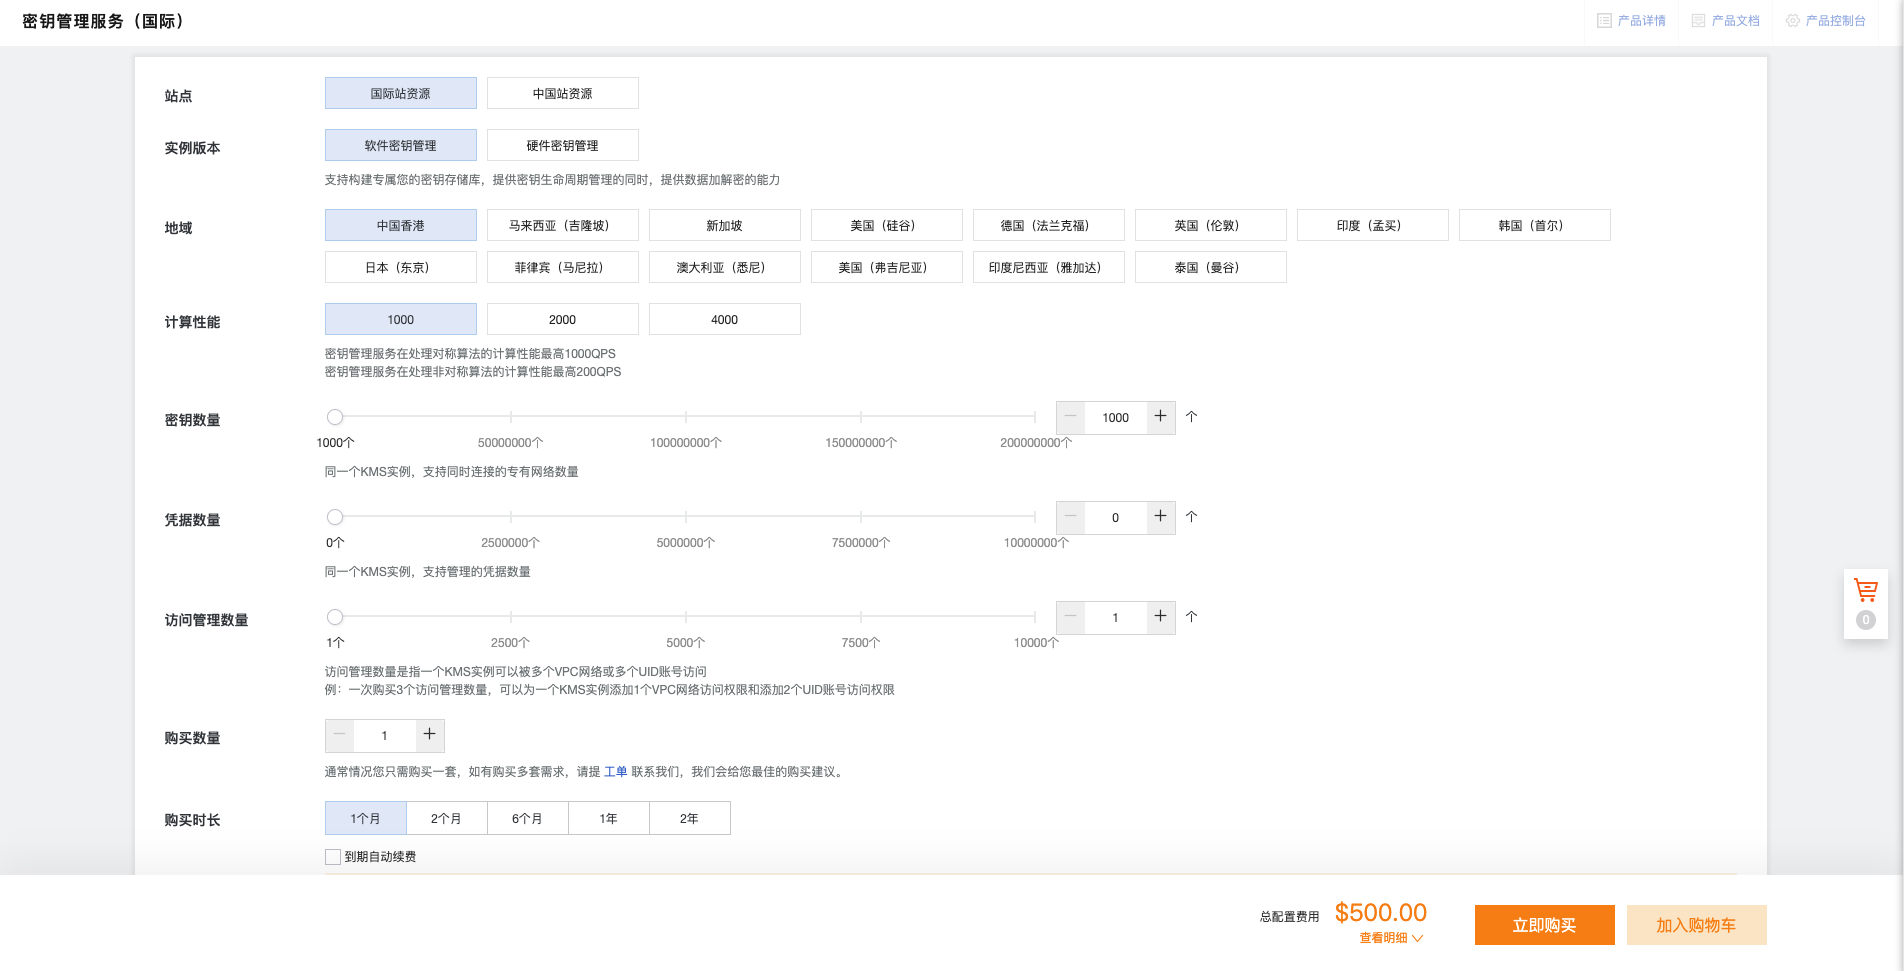 密钥管理服务（国际）
产品详情 产品文档 产品控制台
站点 国际站资源 中国站资源
实例版本 软件密钥管理 硬件密钥管理
支持构建专属您的密钥存储库，提供密钥生命周期管理的同时，提供数据加解密的能力
地域 中国香港 马来西亚（吉隆坡） 新加坡 美国（硅谷） 德国（法兰克福） 英国（伦敦） 印度（孟买） 韩国（首尔）
日本（东京） 菲律宾（马尼拉） 澳大利亚（悉尼） 美国（弗吉尼亚） 印度尼西亚（雅加达） 泰国（曼谷）
计算性能 1000 2000 4000
密钥管理服务在处理对称算法的计算性能最高1000QPS
密钥管理服务在处理非对称算法的计算性能最高200QPS
密钥数量 1000 个
1000个 50000000个 100000000个 150000000个 200000000个
同一个KMS实例，支持同时连接的专有网络数量
凭据数量 0 个
0个 2500000个 5000000个 7500000个 10000000个
同一个KMS实例，支持管理的凭据数量
访问管理数量 1 个
1个 2500个 5000个 7500个 10000个
访问管理数量是指一个KMS实例可以被多个VPC网络或多个UID账号访问
例：一次购买3个访问管理数量，可以为一个KMS实例添加1个VPC网络访问权限和添加2个UID账号访问权限
购买数量 1
通常情况您只需购买一套，如有购买多套需求，请提 工单 联系我们，我们会给您最佳的购买建议。
购买时长 1个月 2个月 6个月 1年 2年
到期自动续费
0
总配置费用 $500.00
查看明细
立即购买 加入购物车